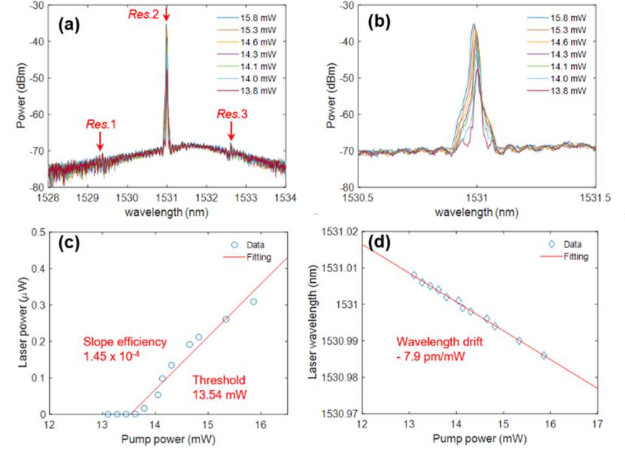 (a)
Res.1
Res.2
Res.3
15.8 mW
15.3 mW
14.6 mW
14.3 mW
14.1 mW
14.0 mW
13.8 mW
-30
-40
-50
-60
-70
-80
Power (dBm)
1528
1529
1530
1531
1532
1533
1534
wavelength (nm)
(b)
15.8 mW
15.3 mW
14.6 mW
14.3 mW
14.1 mW
14.0 mW
13.8 mW
-30
-40
-50
-60
-70
-80
Power (dBm)
1530.5
1531
1531.5
wavelength (nm)
(c)
Data
Fitting
Slope efficiency
1.45 x 10-4
Threshold
13.54 mW
0.5
0.4
0.3
0.2
0.1
0
Laser power (μW)
12
13
14
15
16
Pump power (mW)
(d)
Data
Fitting
Wavelength drift
- 7.9 pm/mW
1531.02
1531.01
1531
1530.99
1530.98
1530.97
Laser wavelength (nm)
12
13
14
15
16
17
Pump power (mW)